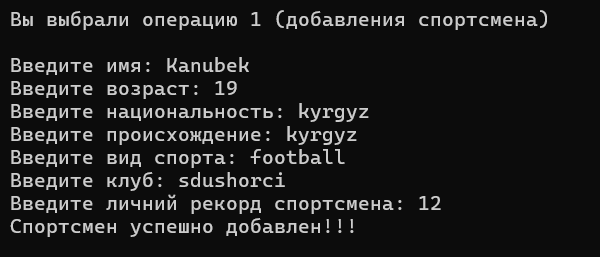 Вы выбрали операцию 1 (добавления спортсмена)
Введите имя: Kanubek
Введите возраст: 19
Введите национальность: kyrgyz
Введите происхождение: kyrgyz
Введите вид спорта: football
Введите клуб: sdushorci
Введите личний рекорд спортсмена: 12
Спортсмен успешно добавлен!!!